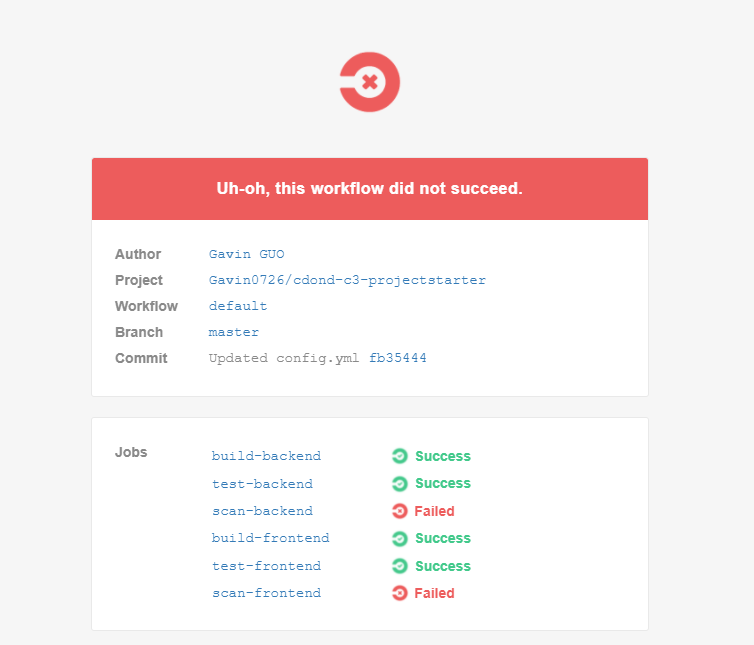 Uh-oh, this workflow did not succeed.
Author Gavin GUO
Project Gavin0726/cdond-c3-projectstarter
Workflow default
Branch master
Commit Updated config.yml fb35444
Jobs build-backend Success
test-backend Success
scan-backend Failed
build-frontend Success
test-frontend Success
scan-frontend Failed